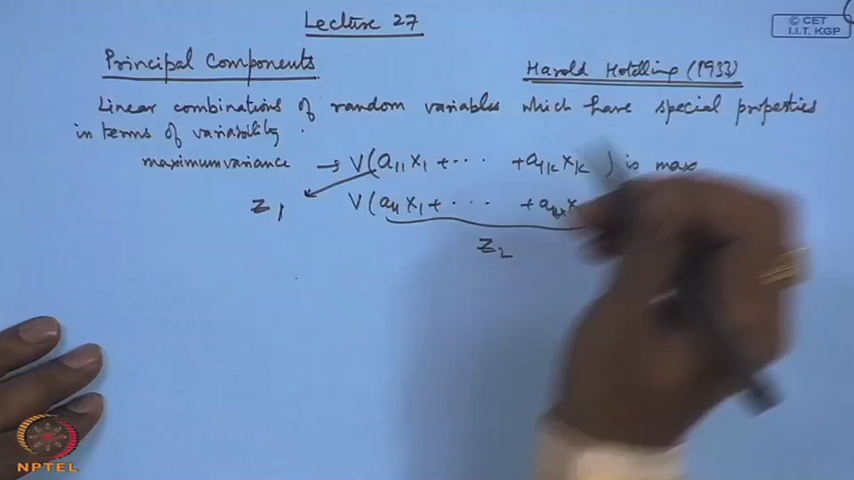 Lecture 27
© CET
I.I.T. KGP
Principal Components
Harold Hotelling (1933)
Linear combinations of random variables which have special properties
in terms of variability.
maximum variance → V(a11 x1 + ... + a1k xk) is max
z1 V(a11 x1 + ... +
z2
NPTEL